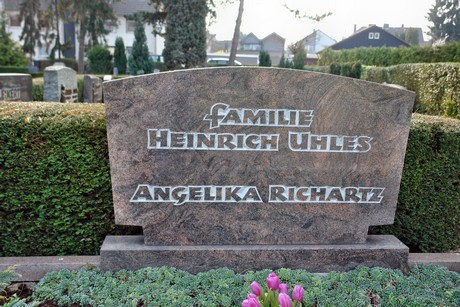 FAMILIE
HEINRICH UHLES
ANGELIKA RICHARTZ